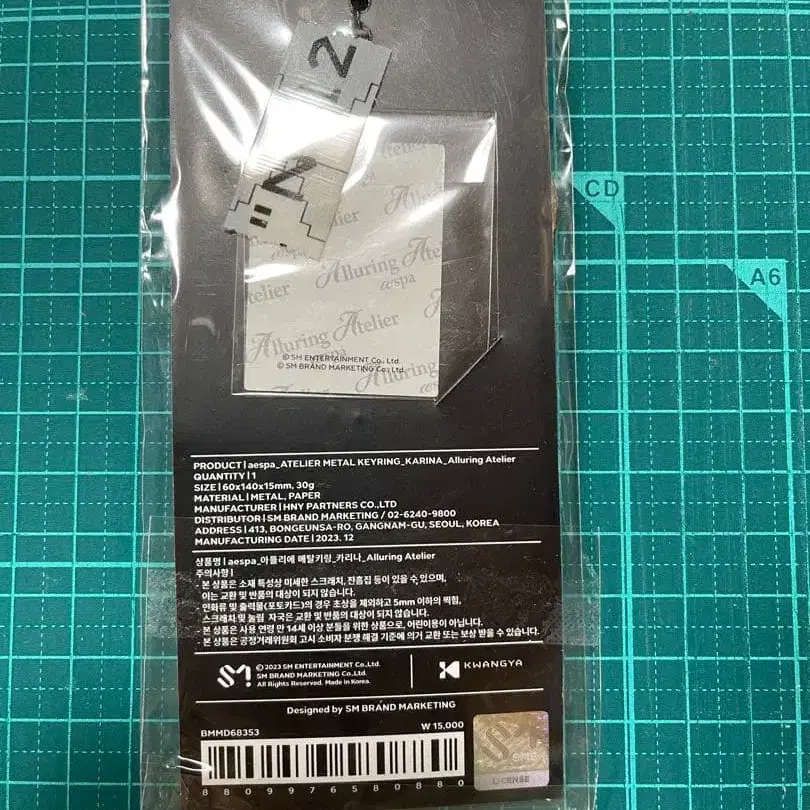 CD
A6
Alluring Atelier
aespa
© SM ENTERTAINMENT Co., Ltd.
© SM BRAND MARKETING Co., Ltd.
PRODUCT | aespa_ATELIER METAL KEYRING_KARINA_Alluring Atelier
QUANTITY | 1
SIZE | 60x140x15mm, 30g
MATERIAL | METAL, PAPER
MANUFACTURER | HNY PARTNERS CO.,LTD
DISTRIBUTOR | SM BRAND MARKETING / 02-6240-9800
ADDRESS | 413, BONGEUNSA-RO, GANGNAM-GU, SEOUL, KOREA
MANUFACTURING DATE | 2023. 12
상품명 | aespa_아틀리에 메탈키링_카리나_Alluring Atelier
주의사항 |
- 본 상품은 소재 특성상 미세한 스크래치, 잔흠집 등이 있을 수 있으며,
이는 교환 및 반품의 대상이 되지 않습니다.
- 인화류 및 출력물(포토카드)의 경우 초상을 제외하고 5mm 이하의 찍힘,
스크래치 및 눌림 자국은 교환 및 반품의 대상이 되지 않습니다.
- 본 상품은 사용 연령 만 14세 이상 분들을 위한 상품으로, 어린이용이 아닙니다.
- 본 상품은 공정거래위원회 고시 소비자 분쟁 해결 기준에 의거 교환 또는 보상 받을 수 있습니다.
SM
© 2023 SM ENTERTAINMENT Co.,Ltd.
SM BRAND MARKETING Co.,Ltd.
All Rights Reserved. Made in Korea.
KWANGYA
Designed by SM BRAND MARKETING
BMMD68353
₩ 15,000
8809976580880
LICENSE